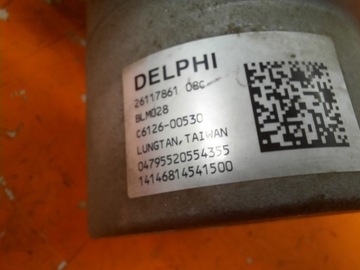 DELPHI
26117861 08C
BLM028
C6126-00530
LUNGTAN, TAIWAN
04795520554355
14146814541500